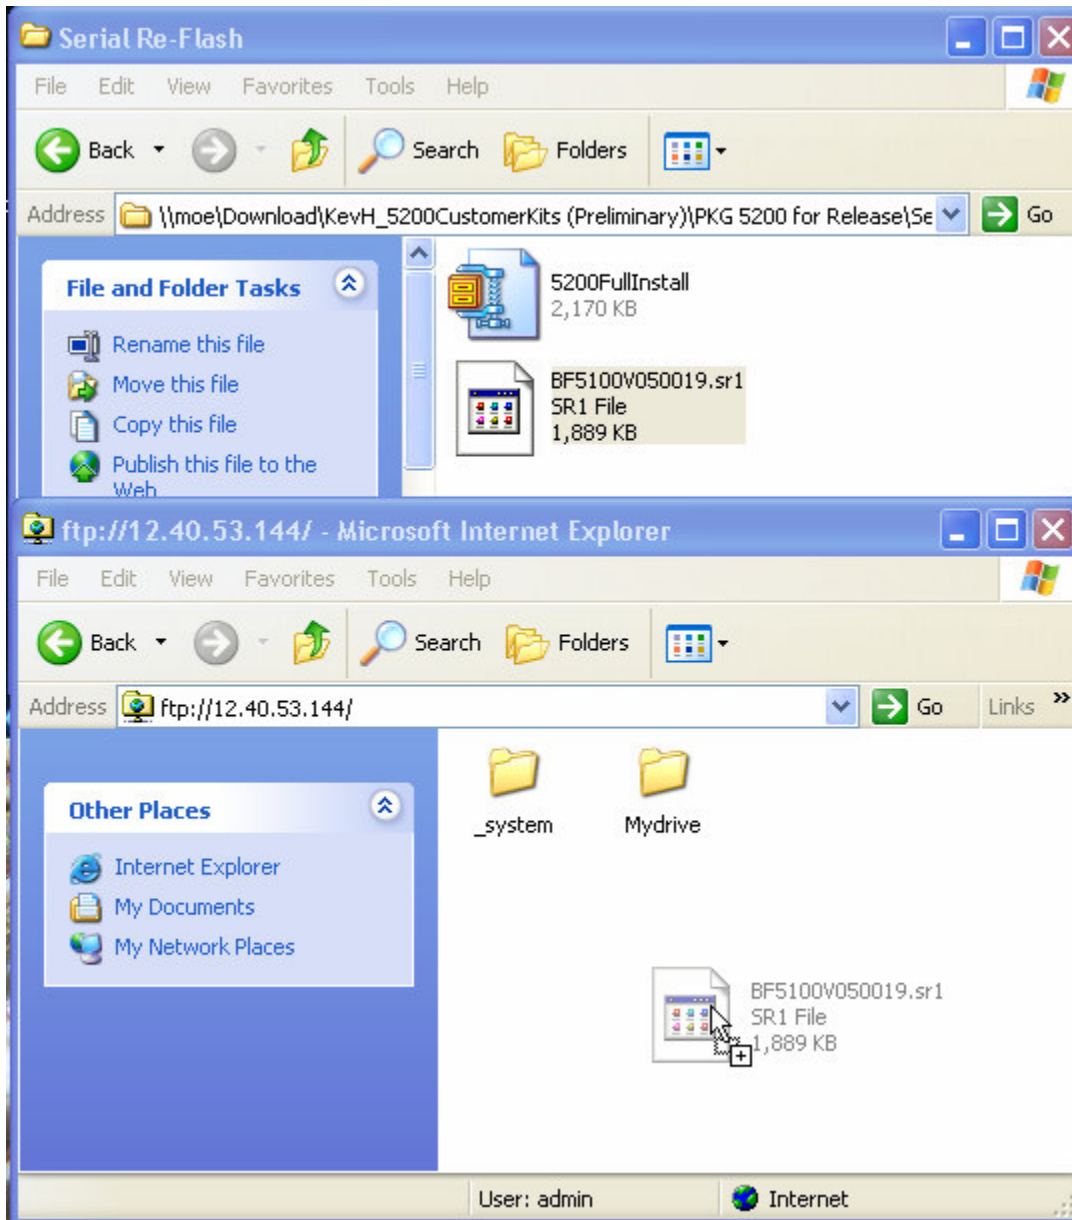 Serial Re-Flash
File Edit View Favorites Tools Help
Back Search Folders
Address \\moe\Download\KevH_5200CustomerKits (Preliminary)\PKG 5200 for Release\Se Go
File and Folder Tasks
Rename this file
Move this file
Copy this file
Publish this file to the
Web
5200FullInstall
2,170 KB
BF5100V050019.sr1
SR1 File
1,889 KB
ftp://12.40.53.144/ - Microsoft Internet Explorer
File Edit View Favorites Tools Help
Back Search Folders
Address ftp://12.40.53.144/ Go Links »
Other Places
Internet Explorer
My Documents
My Network Places
_system Mydrive
BF5100V050019.sr1
SR1 File
1,889 KB
User: admin Internet